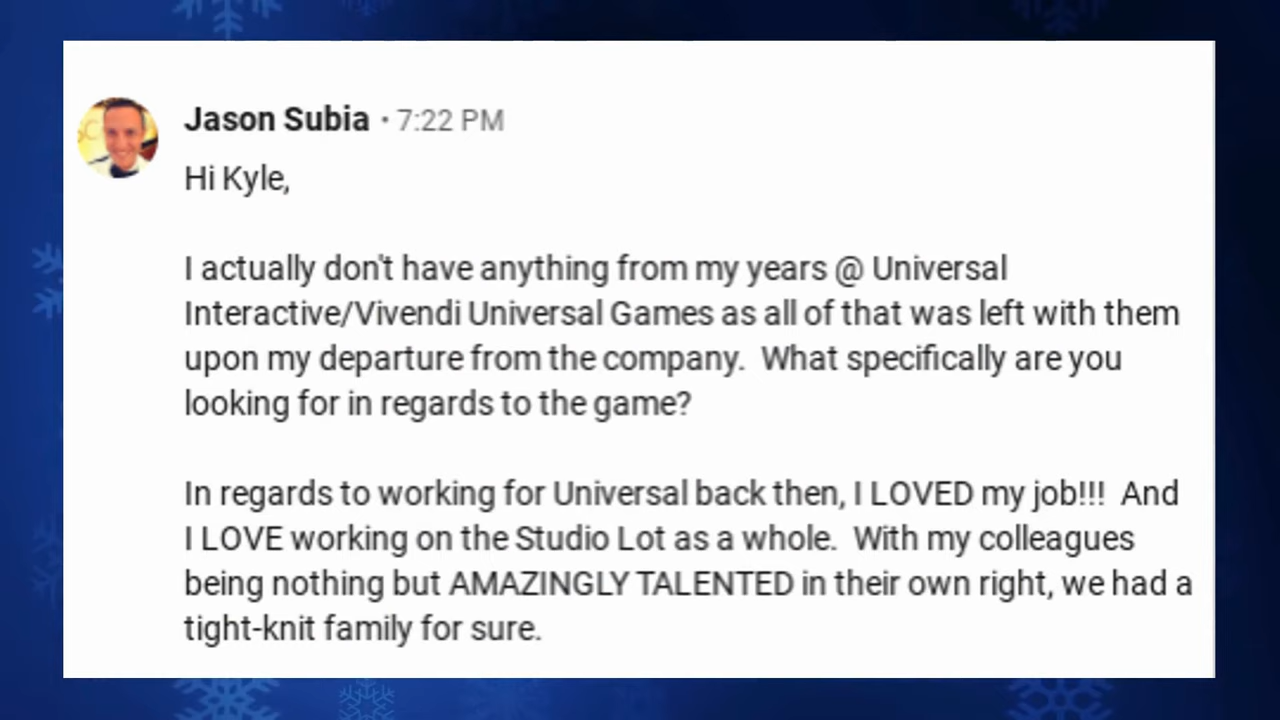 Jason Subia • 7:22 PM
Hi Kyle,
I actually don't have anything from my years @ Universal
Interactive/Vivendi Universal Games as all of that was left with them
upon my departure from the company.  What specifically are you
looking for in regards to the game?
In regards to working for Universal back then, I LOVED my job!!!  And
I LOVE working on the Studio Lot as a whole.  With my colleagues
being nothing but AMAZINGLY TALENTED in their own right, we had a
tight-knit family for sure.